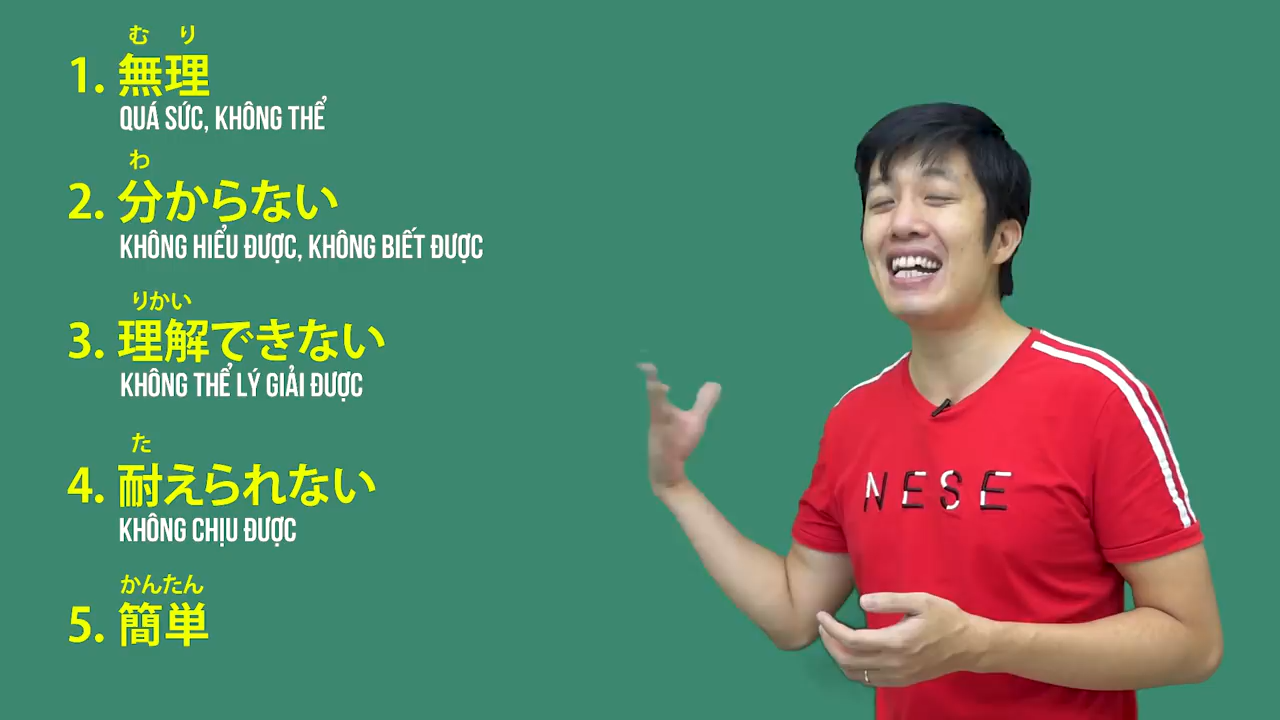 む り
1. 無理
QUÁ SỨC, KHÔNG THỂ
わ
2. 分からない
KHÔNG HIỂU ĐƯỢC, KHÔNG BIẾT ĐƯỢC
りかい
3. 理解できない
KHÔNG THỂ LÝ GIẢI ĐƯỢC
た
4. 耐えられない
KHÔNG CHỊU ĐƯỢC
かんたん
5. 簡単
NESE